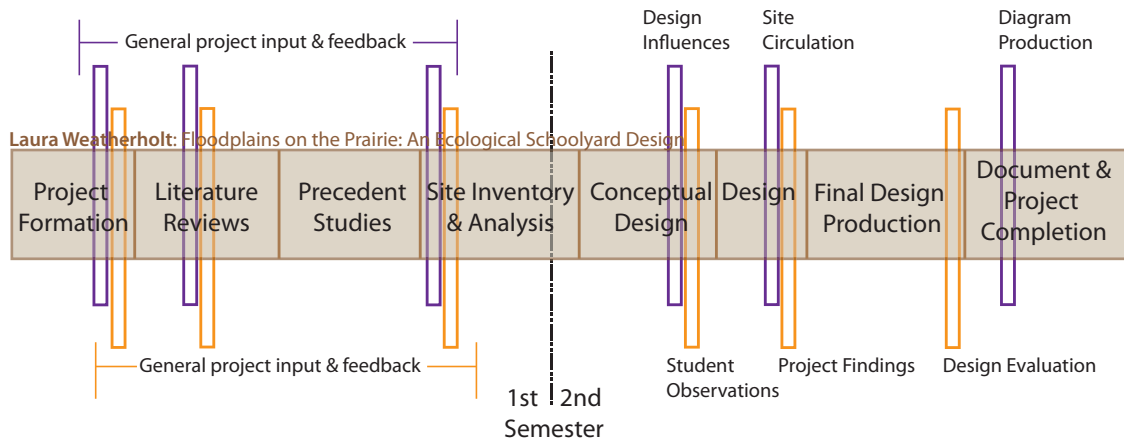 Design
Influences
Site
Circulation
Diagram
Production
General project input & feedback
Laura Weatherholt: Floodplains on the Prairie: An Ecological Schoolyard Design
Project
Formation
Literature
Reviews
Precedent
Studies
Site Inventory
& Analysis
Conceptual
Design
Design
Final Design
Production
Document &
Project
Completion
General project input & feedback
Student
Observations
Project Findings
Design Evaluation
1st 2nd
Semester